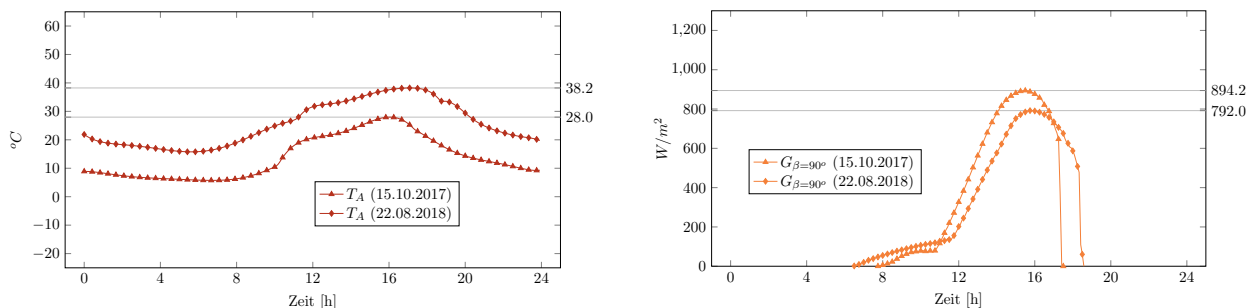 60
50
40
30
20
10
0
−10
−20
°C
0 4 8 12 16 20 24
Zeit [h]
38.2
28.0
T_A (15.10.2017)
T_A (22.08.2018)
1,200
1,000
800
600
400
200
0
W/m²
0 4 8 12 16 20 24
Zeit [h]
894.2
792.0
G_β=90° (15.10.2017)
G_β=90° (22.08.2018)